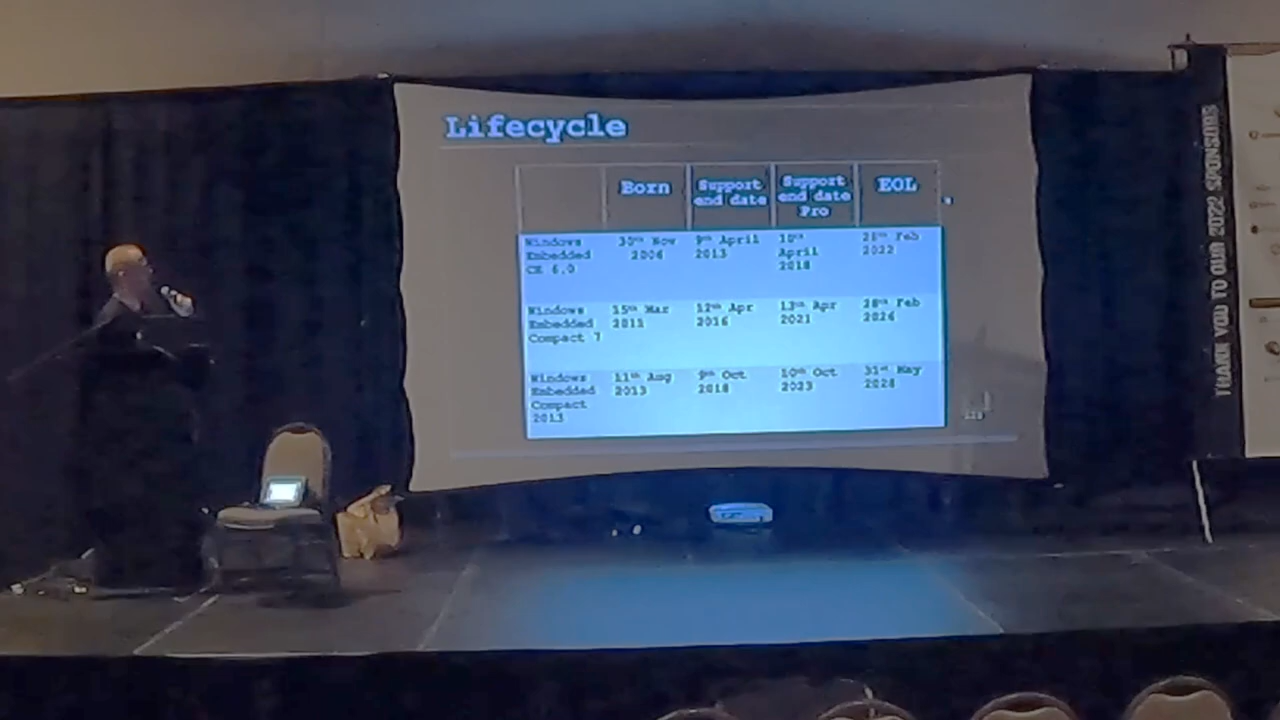 Lifecycle
Born
Support end date
Support end date Pro
EOL
Windows Embedded CE 6.0
30th Nov 2006
9th April 2013
10th April 2018
28th Feb 2022
Windows Embedded Compact 7
15th Mar 2011
12th Apr 2016
13th Apr 2021
28th Feb 2026
Windows Embedded Compact 2013
11th Aug 2013
9th Oct 2018
10th Oct 2023
31st May 2028
THANK YOU TO OUR 2022 SPONSORS